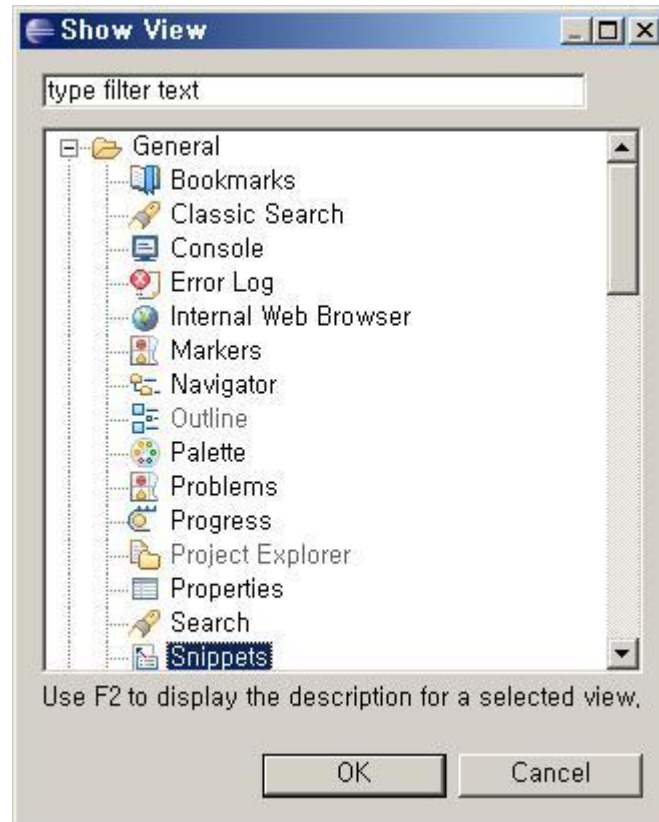 Show View
type filter text
General
Bookmarks
Classic Search
Console
Error Log
Internal Web Browser
Markers
Navigator
Outline
Palette
Problems
Progress
Project Explorer
Properties
Search
Snippets
Use F2 to display the description for a selected view,
OK Cancel